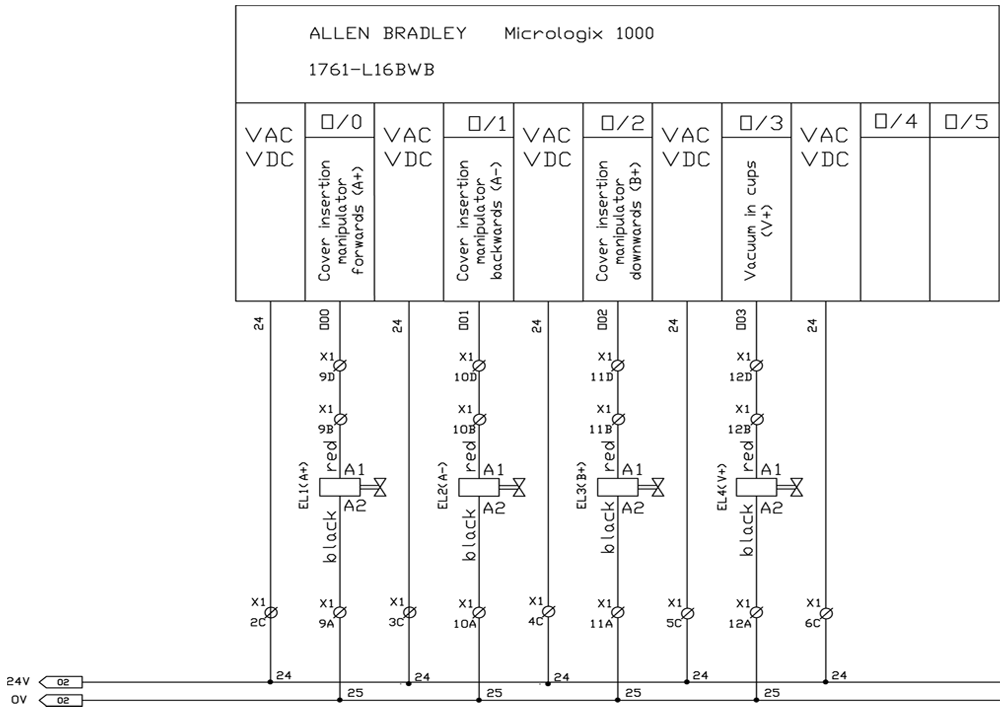 ALLEN BRADLEY Micrologix 1000
1761-L16BWB
VAC
VDC
O/0
Cover insertion
manipulator
forwards (A+)
VAC
VDC
O/1
Cover insertion
manipulator
backwards (A-)
VAC
VDC
O/2
Cover insertion
manipulator
downwards (B+)
VAC
VDC
O/3
Vacuum in cups
(V+)
VAC
VDC
O/4
O/5
24
O00
24
O01
24
O02
24
O03
24
X1
9D
X1
10D
X1
11D
X1
12D
X1
9B
X1
10B
X1
11B
X1
12B
EL1(A+)
red
A1
A2
black
EL2(A-)
red
A1
A2
black
EL3(B+)
red
A1
A2
black
EL4(V+)
red
A1
A2
black
X1
2C
X1
9A
X1
3C
X1
10A
X1
4C
X1
11A
X1
5C
X1
12A
X1
6C
24V 02 24 24 24 24 24
0V 02 25 25 25 25